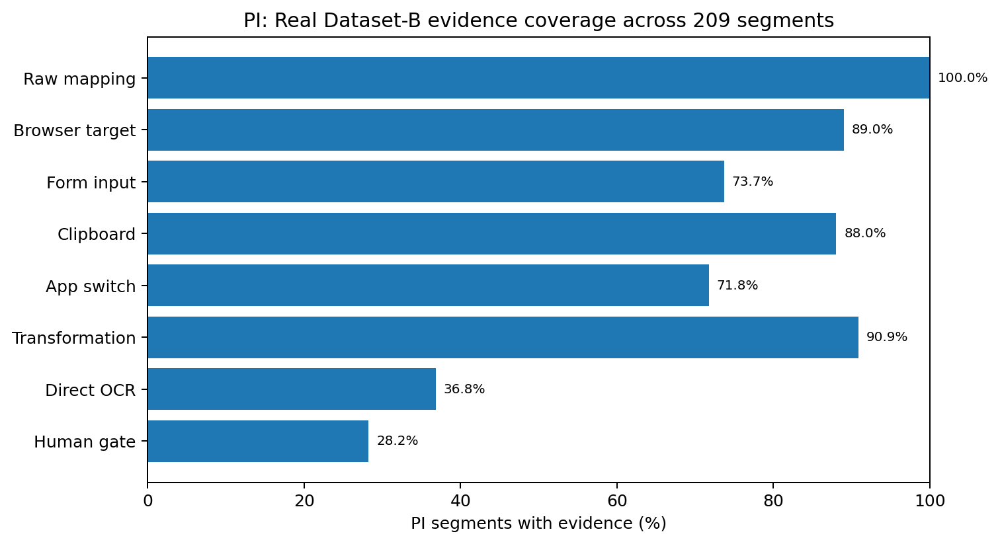 PI: Real Dataset-B evidence coverage across 209 segments
Raw mapping 100.0%
Browser target 89.0%
Form input 73.7%
Clipboard 88.0%
App switch 71.8%
Transformation 90.9%
Direct OCR 36.8%
Human gate 28.2%
0 20 40 60 80 100
PI segments with evidence (%)